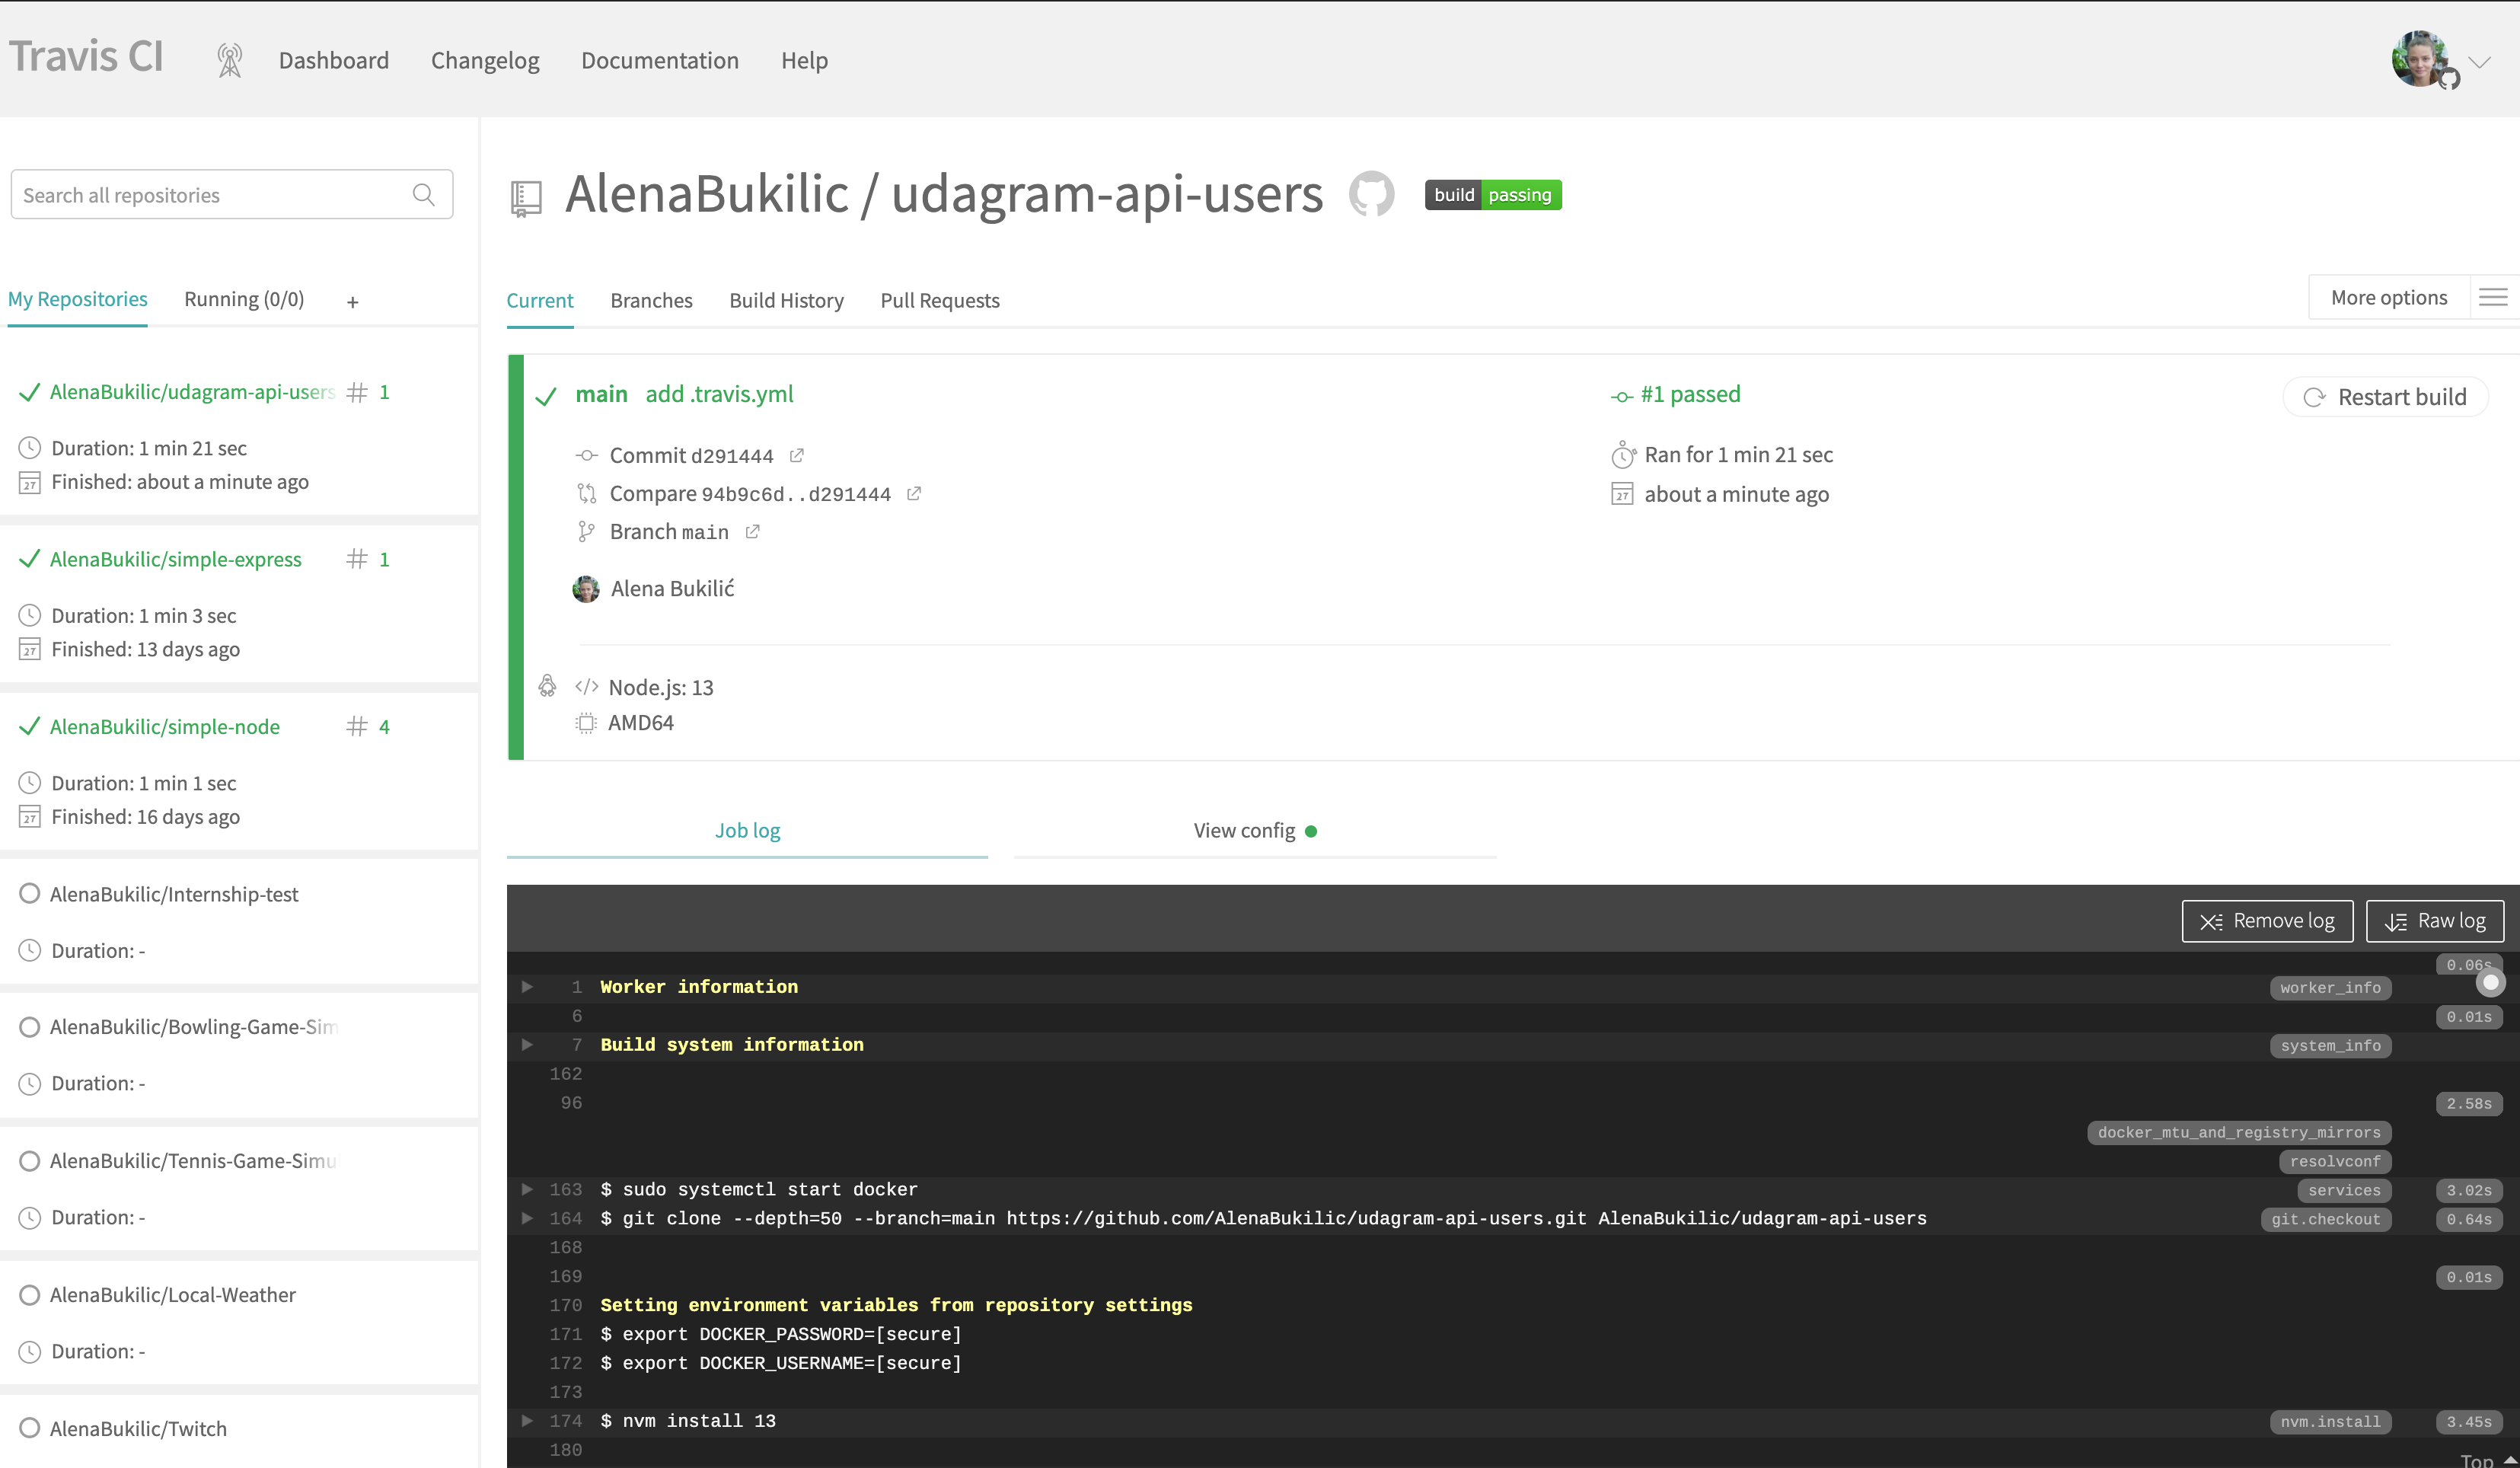 Travis CI
Dashboard
Changelog
Documentation
Help
Search all repositories
My Repositories
Running (0/0)
+
AlenaBukilic/udagram-api-users
# 1
Duration: 1 min 21 sec
27 Finished: about a minute ago
AlenaBukilic/simple-express
# 1
Duration: 1 min 3 sec
27 Finished: 13 days ago
AlenaBukilic/simple-node
# 4
Duration: 1 min 1 sec
27 Finished: 16 days ago
AlenaBukilic/Internship-test
Duration: -
AlenaBukilic/Bowling-Game-Sim
Duration: -
AlenaBukilic/Tennis-Game-Simu
Duration: -
AlenaBukilic/Local-Weather
Duration: -
AlenaBukilic/Twitch
AlenaBukilic / udagram-api-users
build passing
Current
Branches
Build History
Pull Requests
More options
main add .travis.yml
Commit d291444
Compare 94b9c6d..d291444
Branch main
Alena Bukilić
#1 passed
Ran for 1 min 21 sec
27 about a minute ago
Restart build
</> Node.js: 13
AMD64
Job log
View config
Remove log
Raw log
0.06s
1 Worker information worker_info
6 0.01s
7 Build system information system_info
162
96 2.58s
docker_mtu_and_registry_mirrors
resolvconf
163 $ sudo systemctl start docker services 3.02s
164 $ git clone --depth=50 --branch=main https://github.com/AlenaBukilic/udagram-api-users.git AlenaBukilic/udagram-api-users git.checkout 0.64s
168
169 0.01s
170 Setting environment variables from repository settings
171 $ export DOCKER_PASSWORD=[secure]
172 $ export DOCKER_USERNAME=[secure]
173
174 $ nvm install 13 nvm.install 3.45s
180
Top